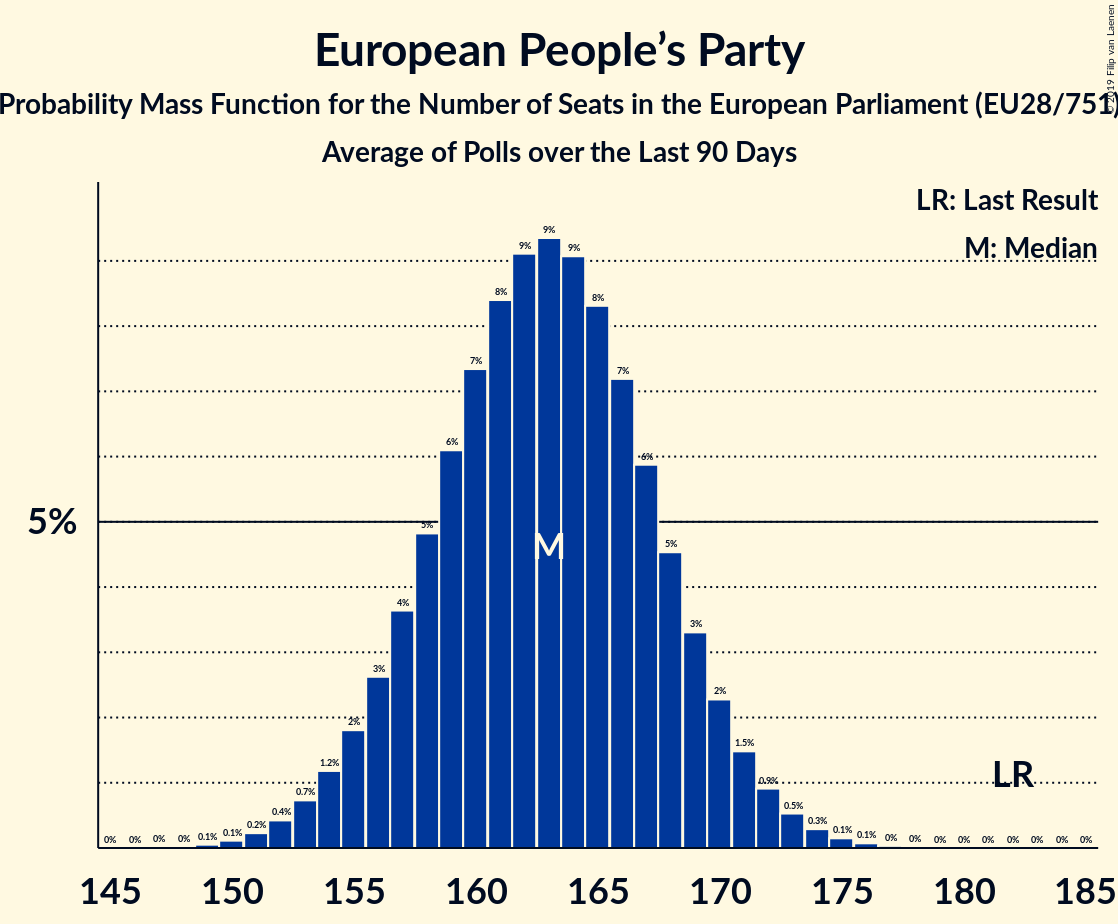 European People’s Party
Probability Mass Function for the Number of Seats in the European Parliament (EU28/751)
Average of Polls over the Last 90 Days
© 2019 Filip van Laenen
LR: Last Result
M: Median
5%
0% 0% 0% 0% 0.1% 0.1% 0.2% 0.4% 0.7% 1.2% 2% 3% 4% 5% 6% 7% 8% 9% 9% 9% 8% 7% 6% 5% 3% 2% 1.5% 0.9% 0.5% 0.3% 0.1% 0.1% 0% 0% 0% 0% 0% 0% 0% 0% 0%
M
LR
145 150 155 160 165 170 175 180 185